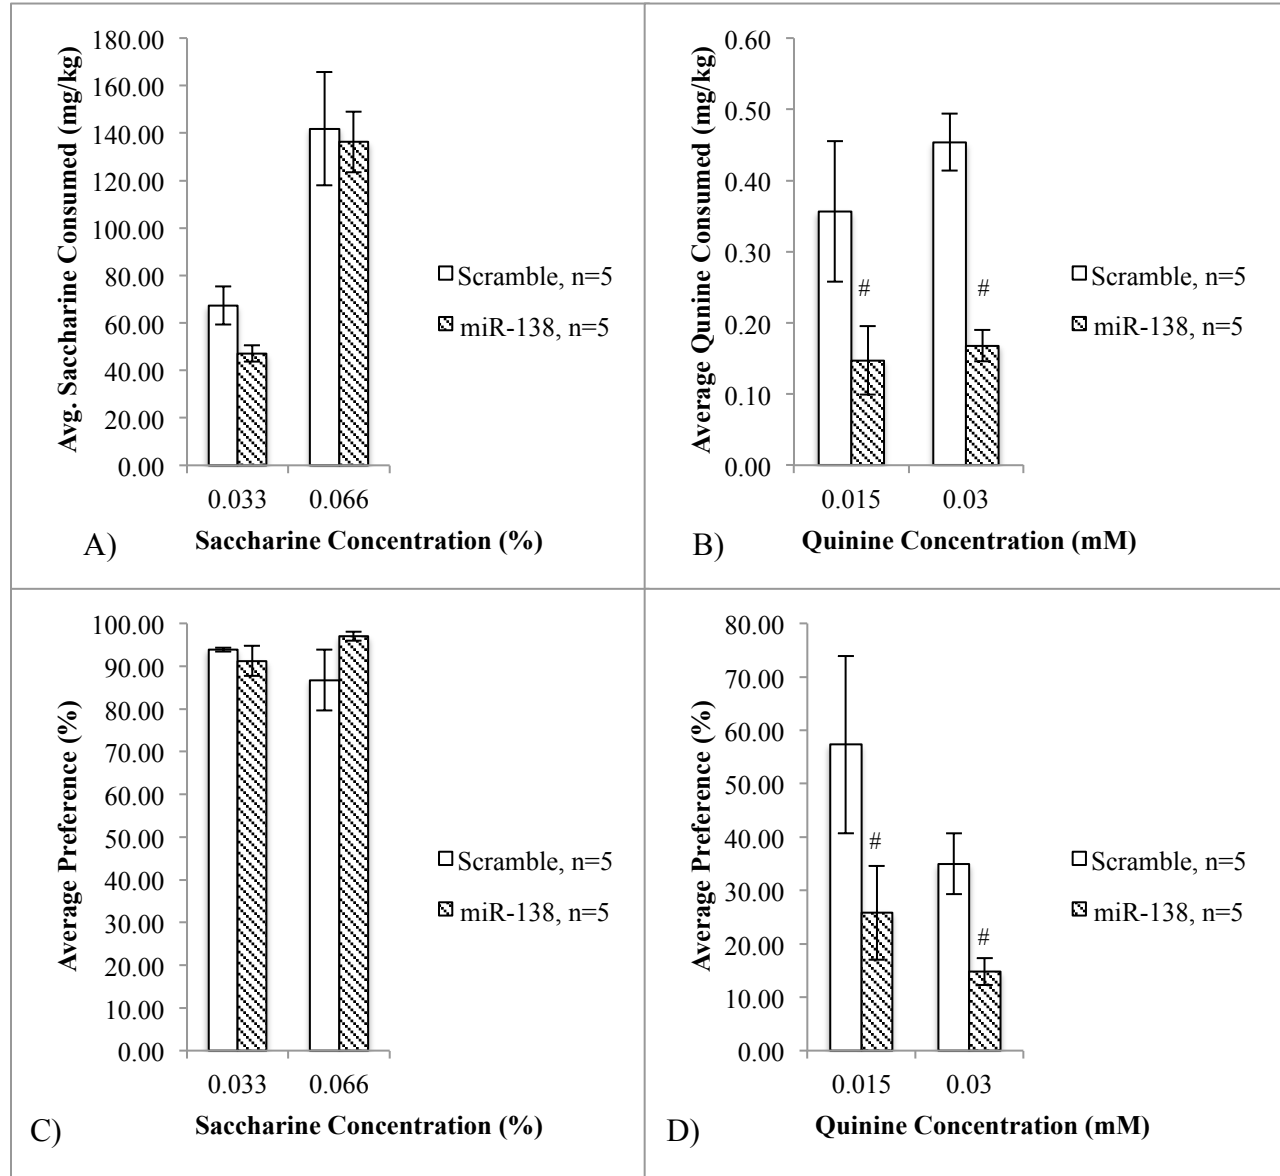 Avg. Saccharine Consumed (mg/kg)
180.00
160.00
140.00
120.00
100.00
80.00
60.00
40.00
20.00
0.00
0.033 0.066
A) Saccharine Concentration (%)
Scramble, n=5
miR-138, n=5
Average Qunine Consumed (mg/kg)
0.60
0.50
0.40
0.30
0.20
0.10
0.00
# #
0.015 0.03
B) Quinine Concentration (mM)
Scramble, n=5
miR-138, n=5
Average Preference (%)
100.00
90.00
80.00
70.00
60.00
50.00
40.00
30.00
20.00
10.00
0.00
0.033 0.066
C) Saccharine Concentration (%)
Scramble, n=5
miR-138, n=5
Average Preference (%)
80.00
70.00
60.00
50.00
40.00
30.00
20.00
10.00
0.00
#
#
0.015 0.03
D) Quinine Concentration (mM)
Scramble, n=5
miR-138, n=5